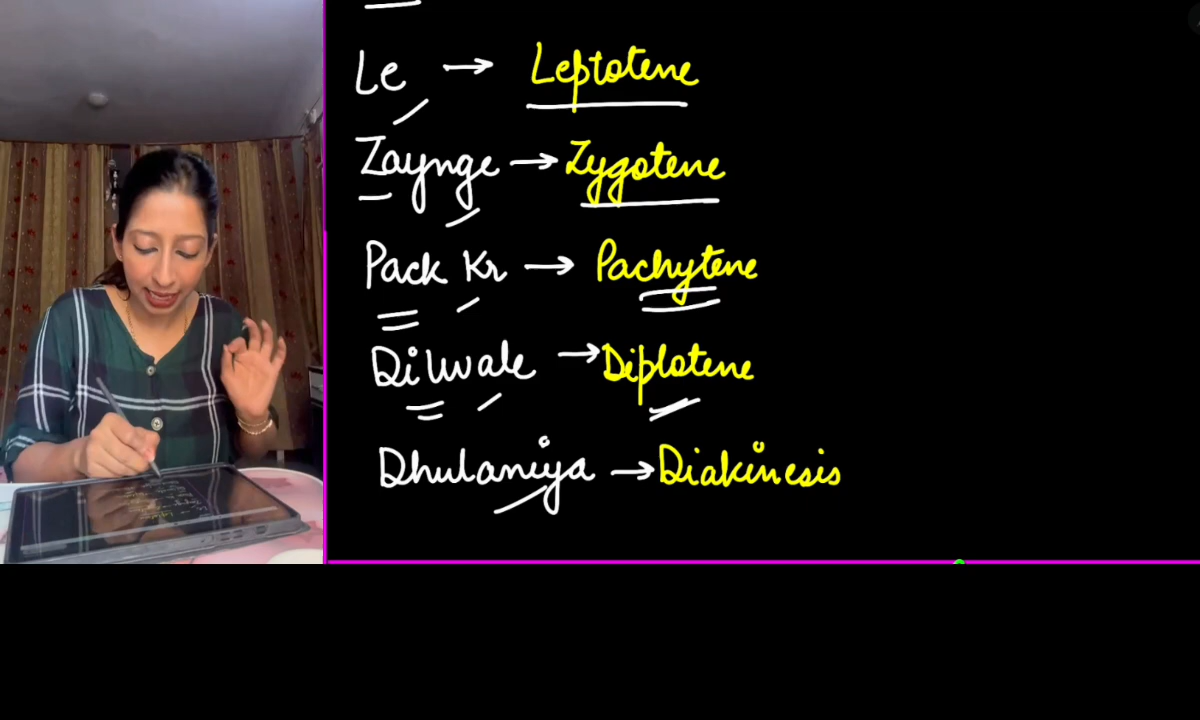 Le → Leptotene
Zaynge → Zygotene
Pack Kr → Pachytene
Dilwale → Diplotene
Dhulaniya → Diakinesis